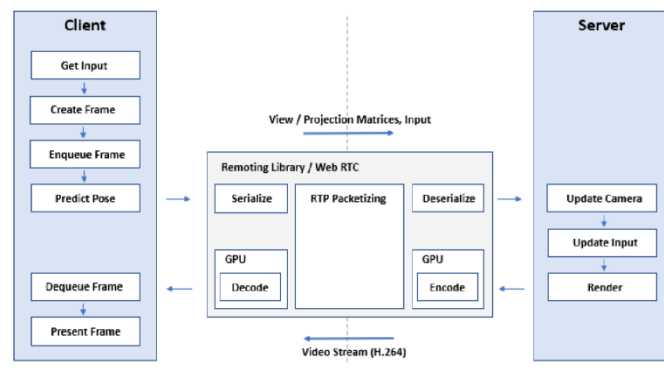 Client
Get Input
Create Frame
Enqueue Frame
Predict Pose
Dequeue Frame
Present Frame
View / Projection Matrices, Input
Remoting Library / Web RTC
Serialize
RTP Packetizing
Deserialize
GPU
Decode
GPU
Encode
Video Stream (H.264)
Server
Update Camera
Update Input
Render